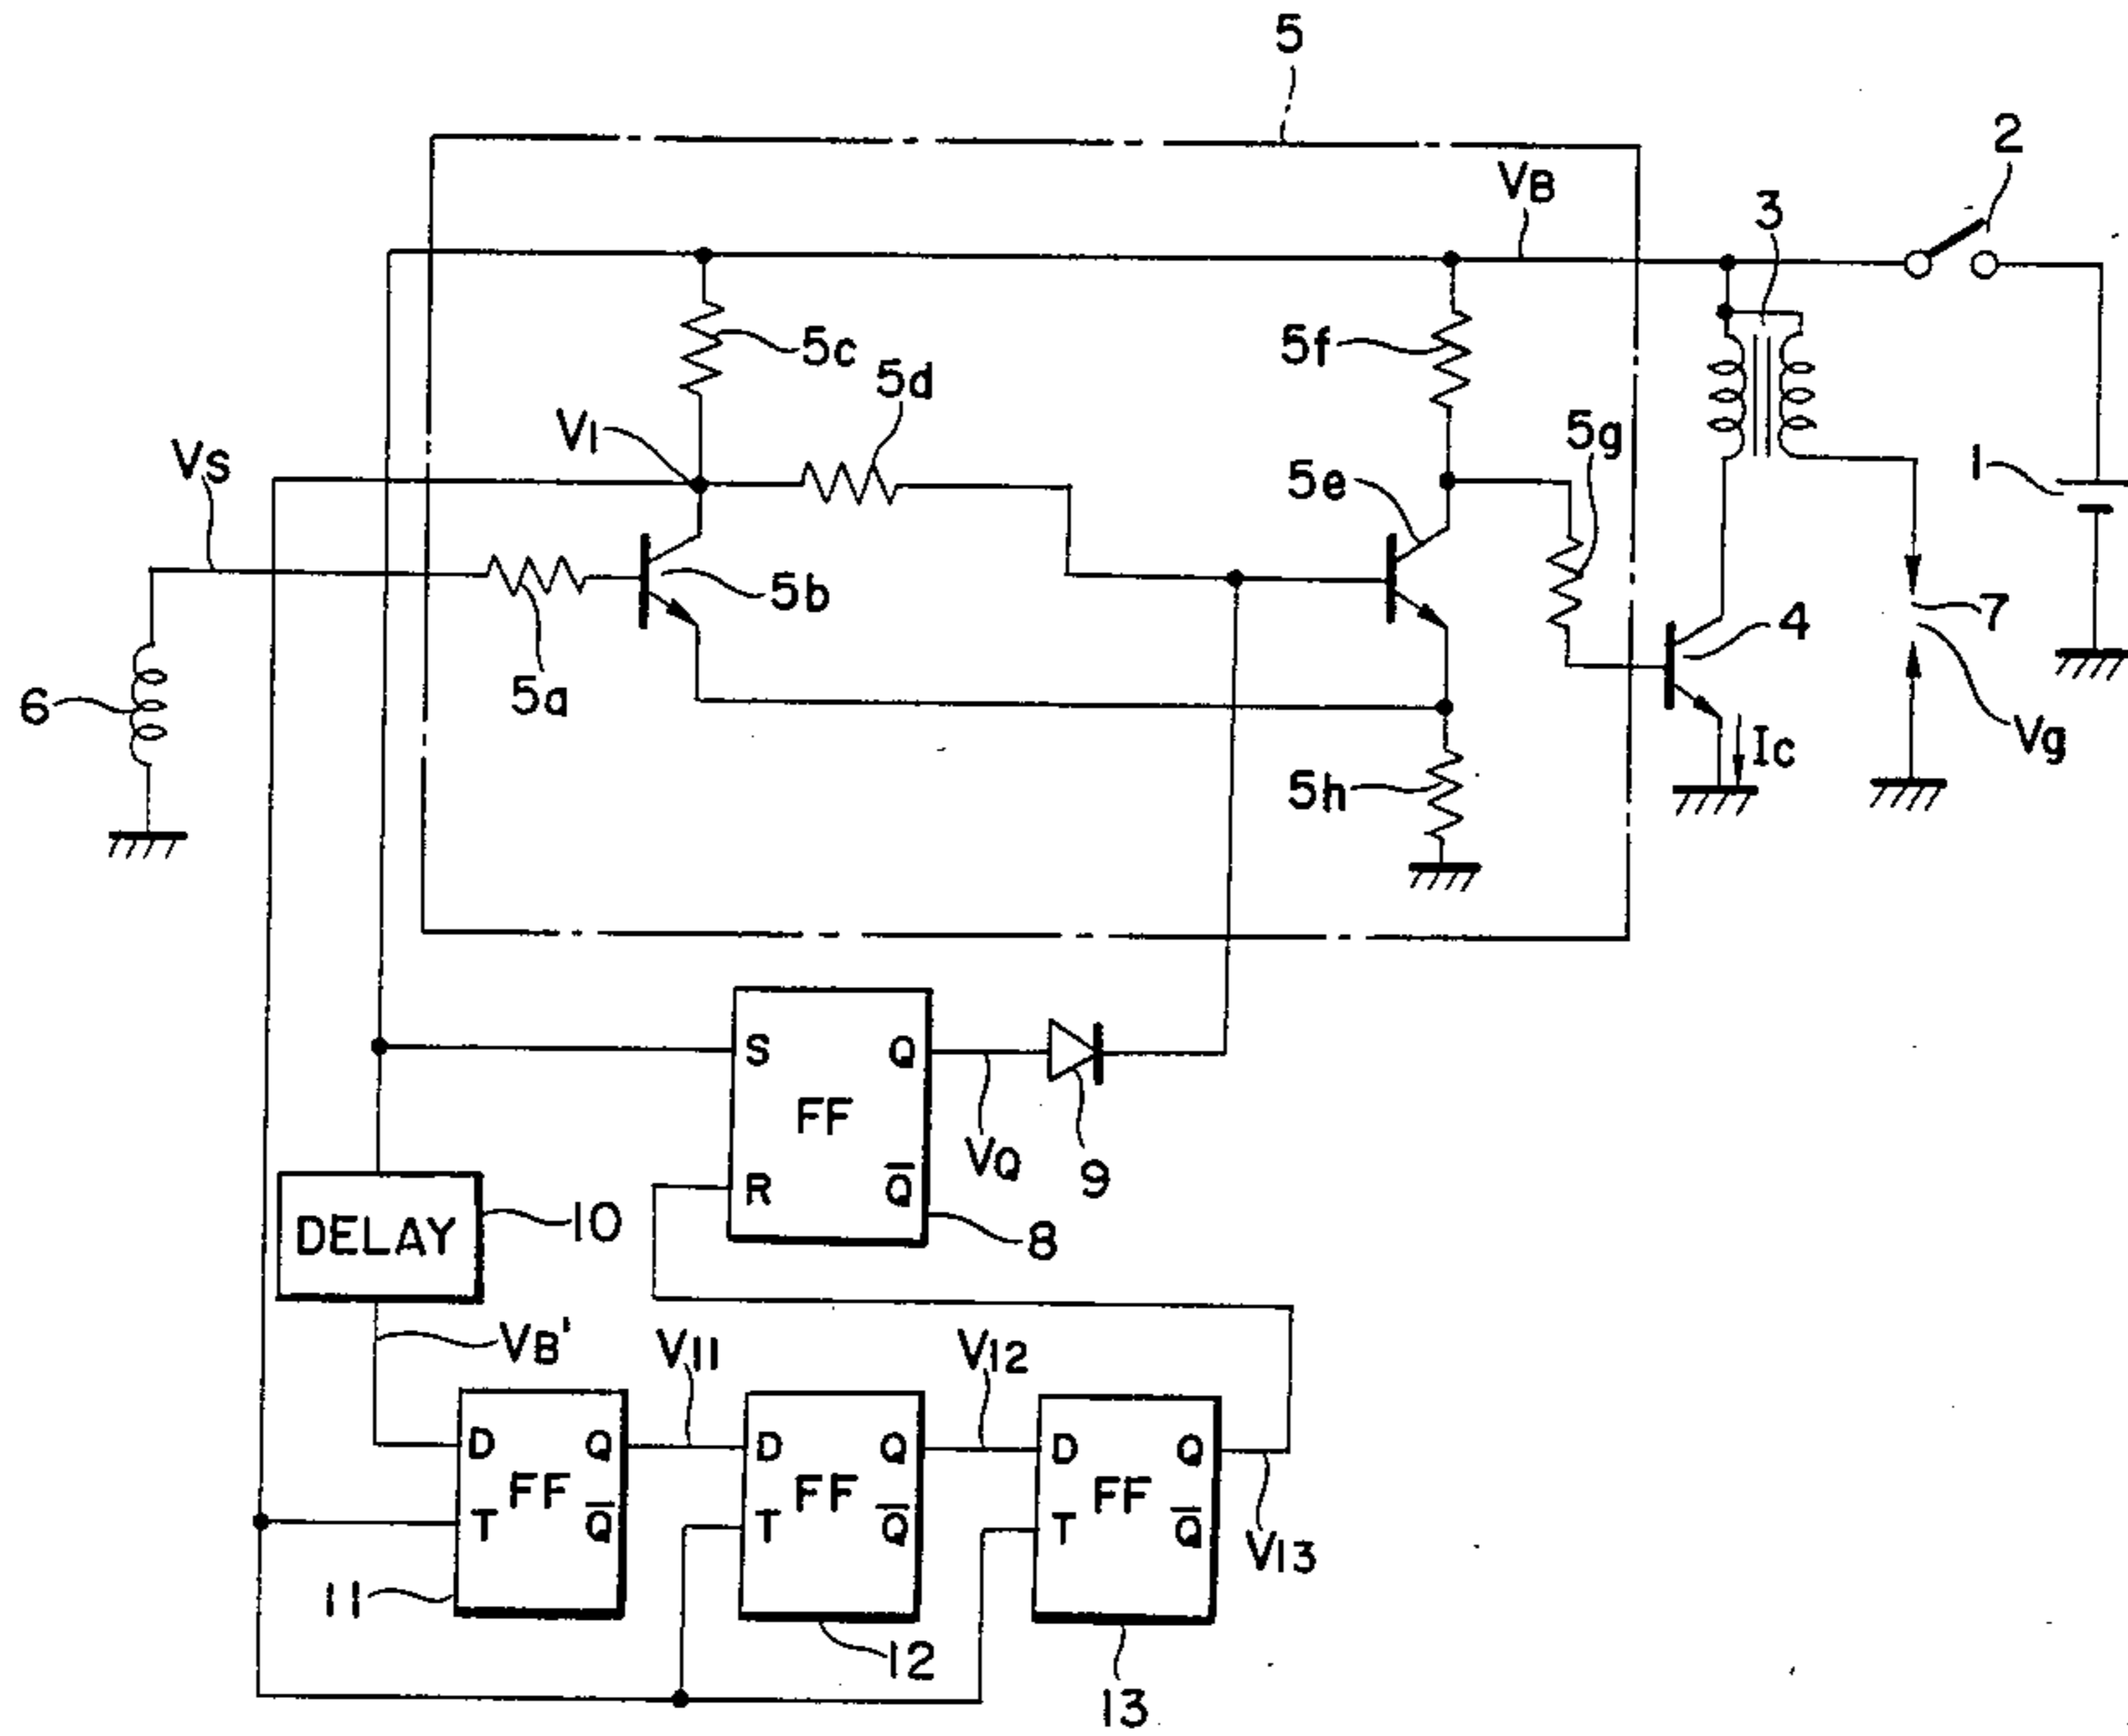 5
2
VB
3
5c
5f
5d
V1
5g
VS
5e
1
5b
7
4
5a
6
Vg
Ic
5h
S
Q
FF
VQ
9
R
Q̅
10
DELAY
8
VB'
V11
V12
D
Q
D
Q
D
Q
FF
FF
FF
T
Q̅
T
Q̅
T
Q̅
V13
11
12
13